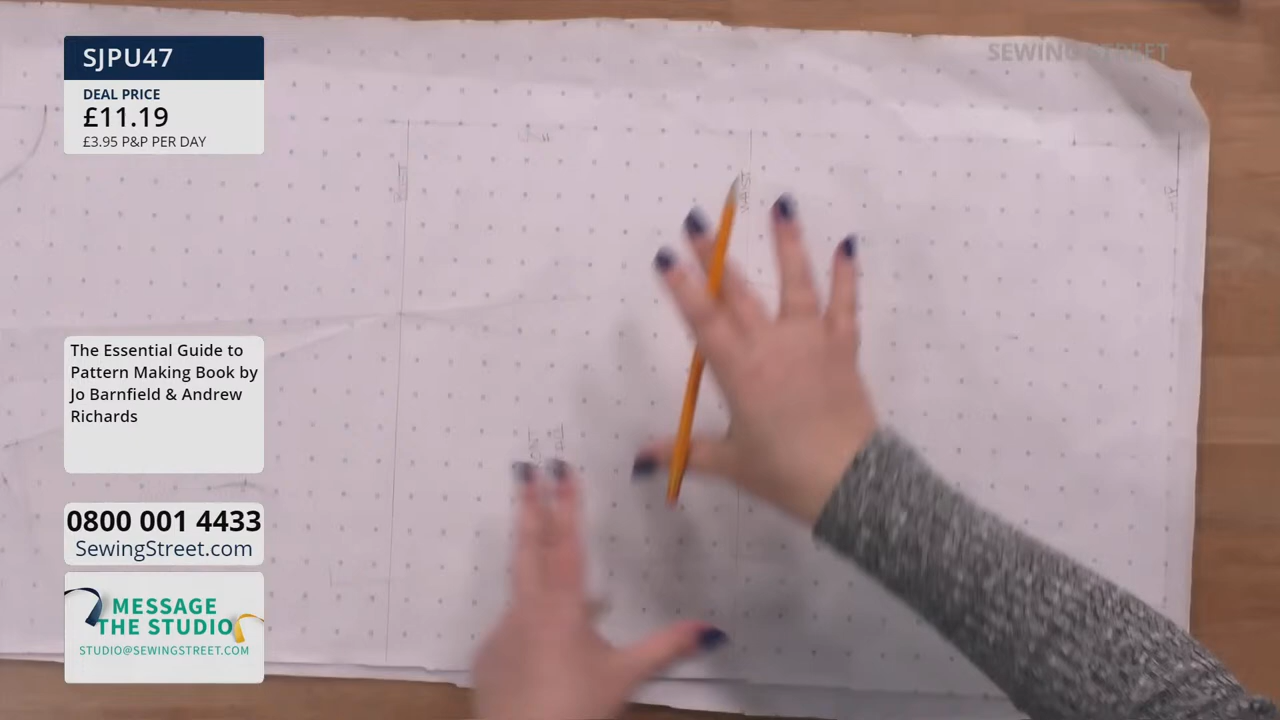 SJPU47
DEAL PRICE
£11.19
£3.95 P&P PER DAY
SEWING STREET
The Essential Guide to
Pattern Making Book by
Jo Barnfield & Andrew
Richards
0800 001 4433
SewingStreet.com
MESSAGE
THE STUDIO
STUDIO@SEWINGSTREET.COM